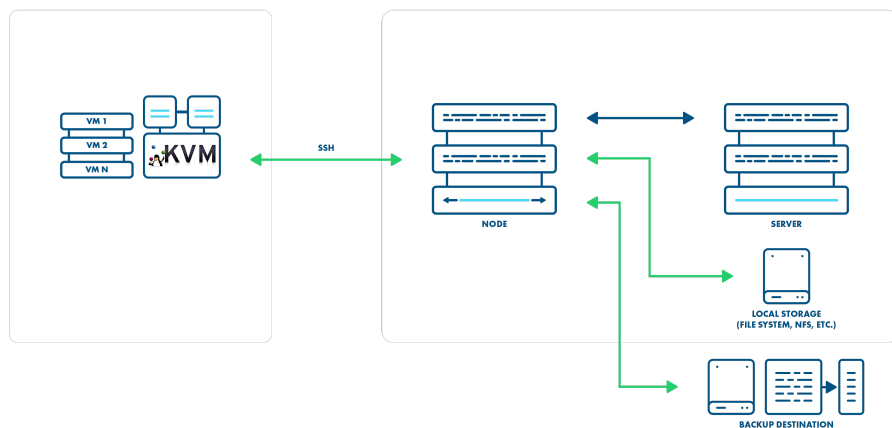 VM 1
VM 2
VM N
KVM
SSH
NODE
SERVER
LOCAL STORAGE
(FILE SYSTEM, NFS, ETC.)
BACKUP DESTINATION